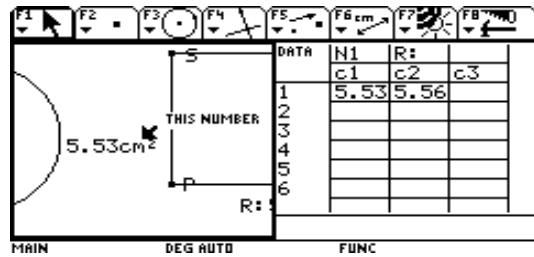 F1 F2 F3 F4 F5 F6 cm F7 F8
S
THIS NUMBER
5.53cm²
P
R:
DATA N1 R:
c1 c2 c3
1 5.53 5.56
2
3
4
5
6
MAIN DEG AUTO FUNC